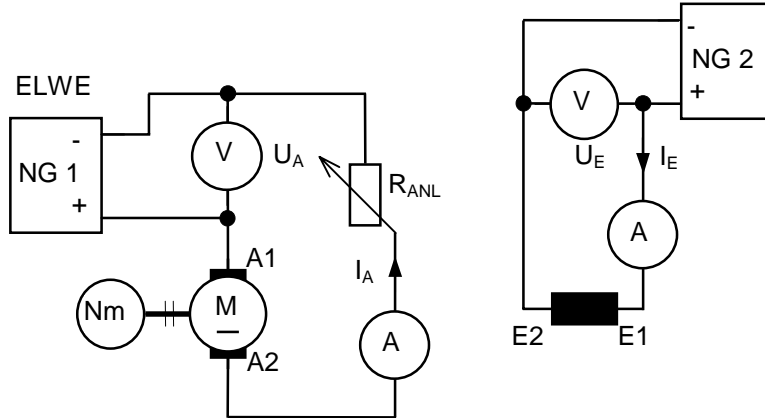 ELWE
NG 1
-
+
V
U_A
R_ANL
I_A
A1
Nm
M
A2
A
-
NG 2
+
V
U_E
I_E
A
E2
E1